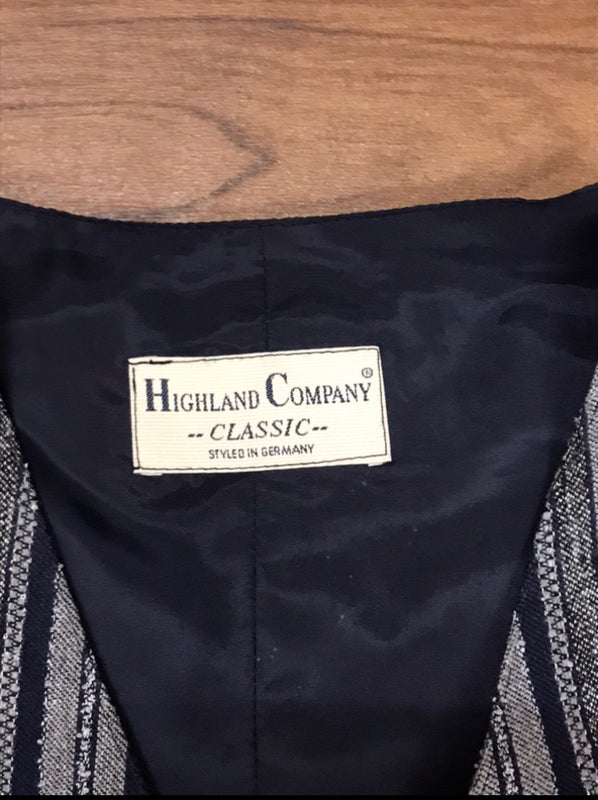 HIGHLAND COMPANY®
-- CLASSIC --
STYLED IN GERMANY